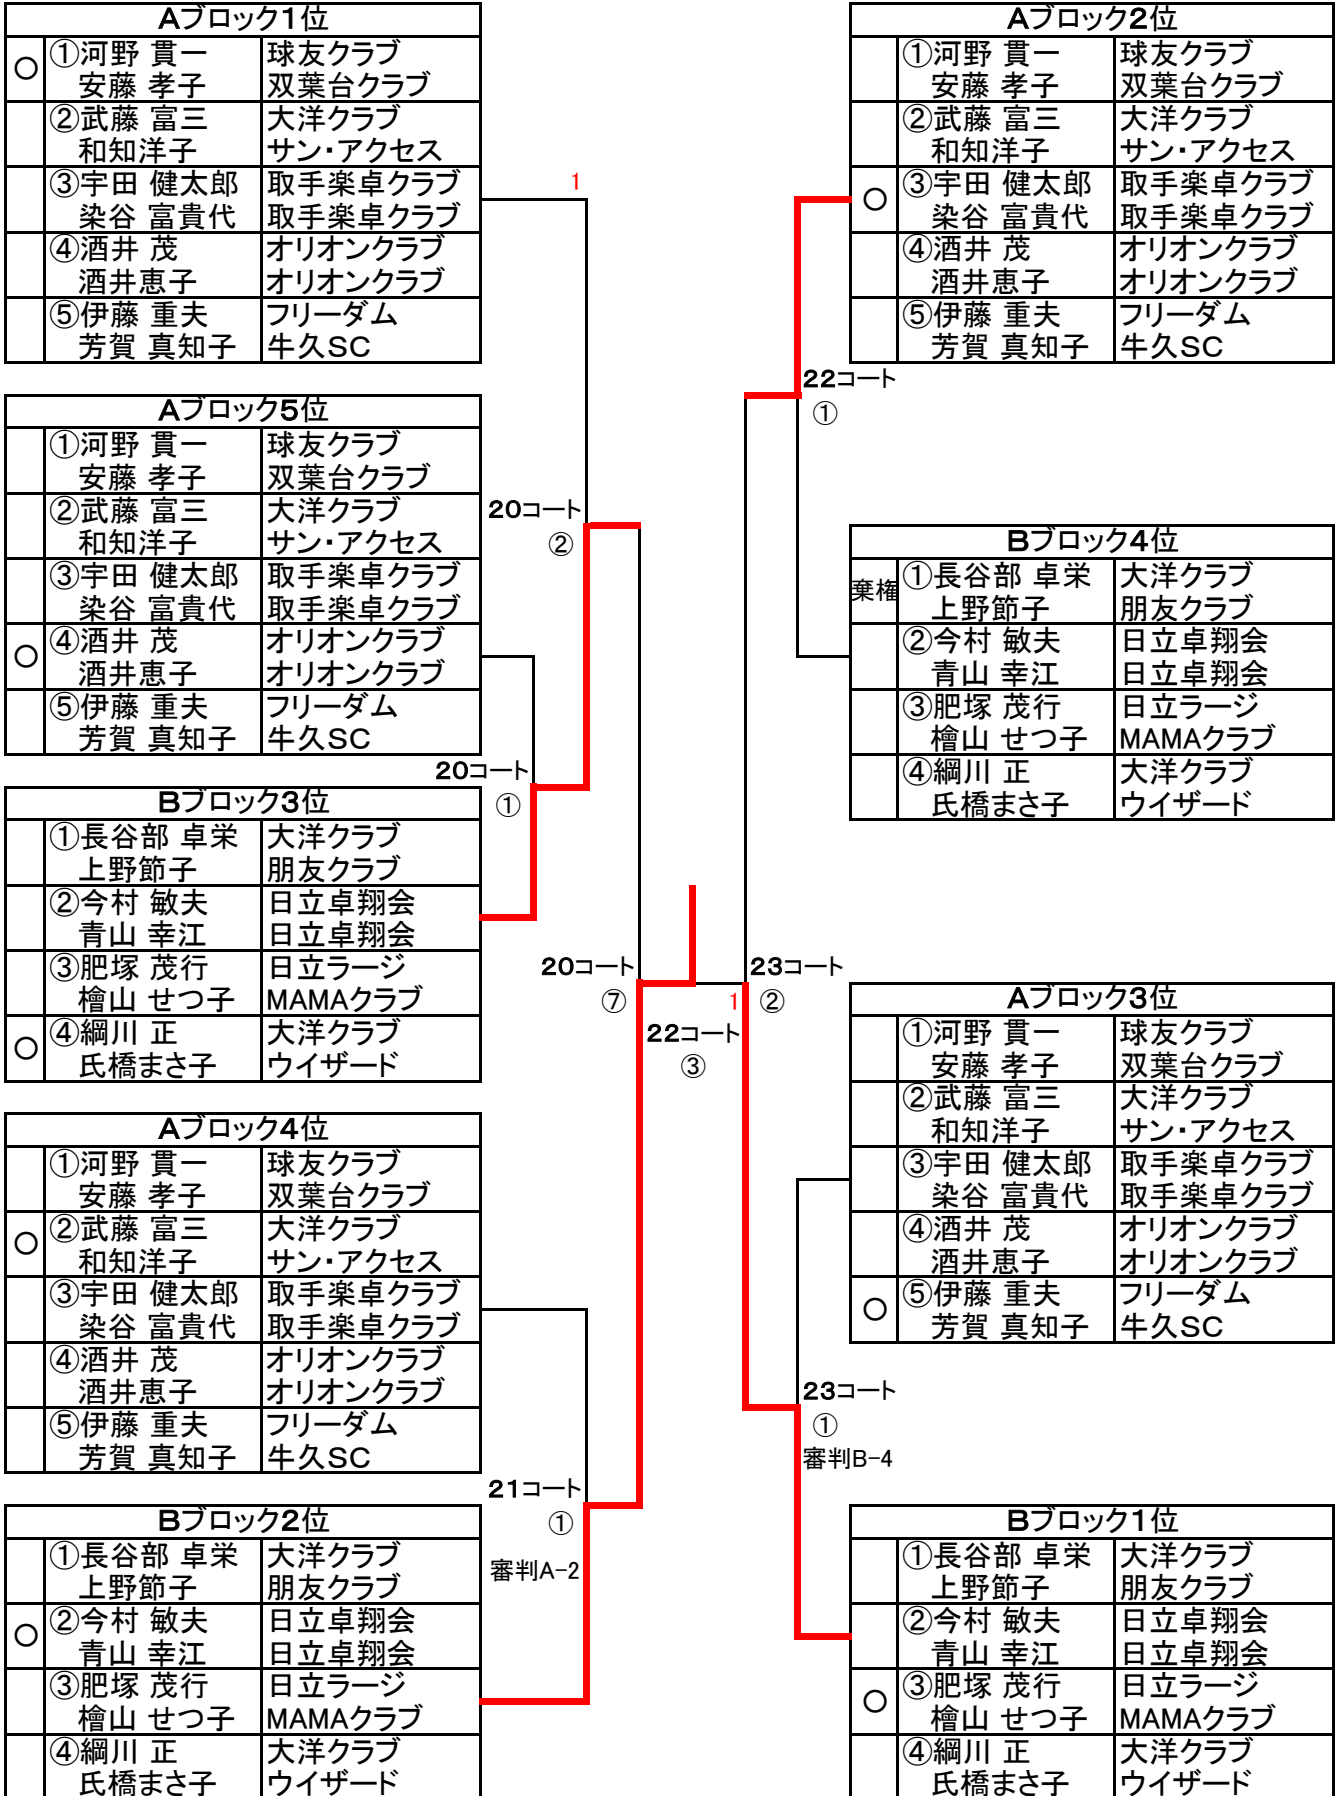 Aブロック1位
○ ①河野 貫一 球友クラブ
安藤 孝子 双葉台クラブ
②武藤 富三 大洋クラブ
和知洋子 サン・アクセス
③宇田 健太郎 取手楽卓クラブ
染谷 富貴代 取手楽卓クラブ
④酒井 茂 オリオンクラブ
酒井恵子 オリオンクラブ
⑤伊藤 重夫 フリーダム
芳賀 真知子 牛久SC
Aブロック5位
①河野 貫一 球友クラブ
安藤 孝子 双葉台クラブ
②武藤 富三 大洋クラブ
和知洋子 サン・アクセス
③宇田 健太郎 取手楽卓クラブ
染谷 富貴代 取手楽卓クラブ
○ ④酒井 茂 オリオンクラブ
酒井恵子 オリオンクラブ
⑤伊藤 重夫 フリーダム
芳賀 真知子 牛久SC
Bブロック3位
①長谷部 卓栄 大洋クラブ
上野節子 朋友クラブ
②今村 敏夫 日立卓翔会
青山 幸江 日立卓翔会
③肥塚 茂行 日立ラージ
檜山 せつ子 MAMAクラブ
○ ④綱川 正 大洋クラブ
氏橋まさ子 ウイザード
Aブロック4位
①河野 貫一 球友クラブ
安藤 孝子 双葉台クラブ
○ ②武藤 富三 大洋クラブ
和知洋子 サン・アクセス
③宇田 健太郎 取手楽卓クラブ
染谷 富貴代 取手楽卓クラブ
④酒井 茂 オリオンクラブ
酒井恵子 オリオンクラブ
⑤伊藤 重夫 フリーダム
芳賀 真知子 牛久SC
Bブロック2位
①長谷部 卓栄 大洋クラブ
上野節子 朋友クラブ
○ ②今村 敏夫 日立卓翔会
青山 幸江 日立卓翔会
③肥塚 茂行 日立ラージ
檜山 せつ子 MAMAクラブ
④綱川 正 大洋クラブ
氏橋まさ子 ウイザード
1
20コート
②
20コート
①
20コート
⑦
21コート
①
審判A-2
22コート
③
1
23コート
②
22コート
①
23コート
①
審判B-4
Aブロック2位
①河野 貫一 球友クラブ
安藤 孝子 双葉台クラブ
②武藤 富三 大洋クラブ
和知洋子 サン・アクセス
○ ③宇田 健太郎 取手楽卓クラブ
染谷 富貴代 取手楽卓クラブ
④酒井 茂 オリオンクラブ
酒井恵子 オリオンクラブ
⑤伊藤 重夫 フリーダム
芳賀 真知子 牛久SC
Bブロック4位
棄権 ①長谷部 卓栄 大洋クラブ
上野節子 朋友クラブ
②今村 敏夫 日立卓翔会
青山 幸江 日立卓翔会
③肥塚 茂行 日立ラージ
檜山 せつ子 MAMAクラブ
④綱川 正 大洋クラブ
氏橋まさ子 ウイザード
Aブロック3位
①河野 貫一 球友クラブ
安藤 孝子 双葉台クラブ
②武藤 富三 大洋クラブ
和知洋子 サン・アクセス
③宇田 健太郎 取手楽卓クラブ
染谷 富貴代 取手楽卓クラブ
④酒井 茂 オリオンクラブ
酒井恵子 オリオンクラブ
○ ⑤伊藤 重夫 フリーダム
芳賀 真知子 牛久SC
Bブロック1位
①長谷部 卓栄 大洋クラブ
上野節子 朋友クラブ
②今村 敏夫 日立卓翔会
青山 幸江 日立卓翔会
○ ③肥塚 茂行 日立ラージ
檜山 せつ子 MAMAクラブ
④綱川 正 大洋クラブ
氏橋まさ子 ウイザード